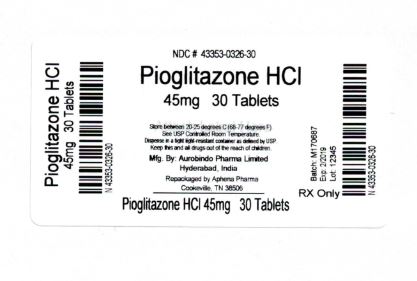 NDC # 43353-0326-30
Pioglitazone HCl
45mg 30 Tablets
Store between 20-25 degrees C (68-77 degrees F)
See USP Controlled Room Temperature.
Dispense in a tight light-resistant container as defined by USP.
Keep this and all drugs out of the reach of children.
Mfg. By: Aurobindo Pharma Limited
Hyderabad, India
Repackaged by Aphena Pharma
Cookeville, TN 38506
Pioglitazone HCl 45mg 30 Tablets
Pioglitazone HCl
45mg 30 Tablets
N 43353-0326-30
Batch: M170687
Exp: 2/2019
Lot: 12345
RX Only
N 43353-0326-30